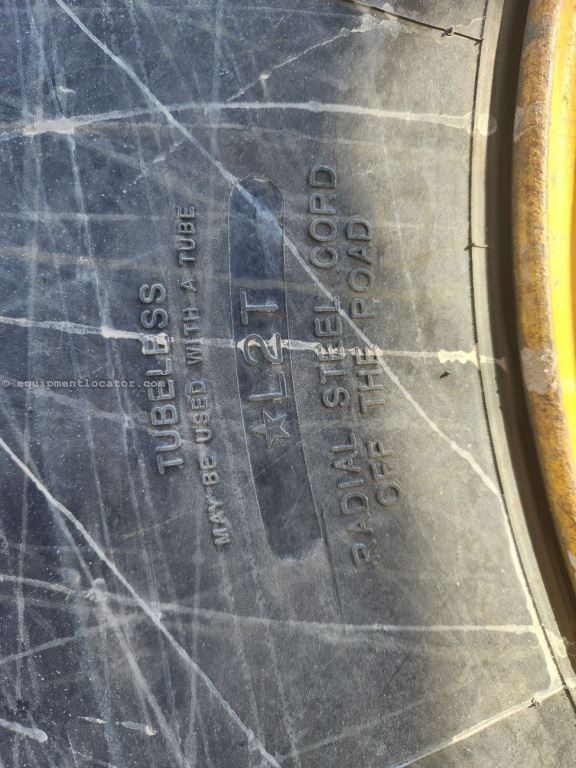 TUBELESS
MAY BE USED WITH A TUBE
☆L2T
RADIAL STEEL CORD
OFF THE ROAD
© equipmentlocator.com